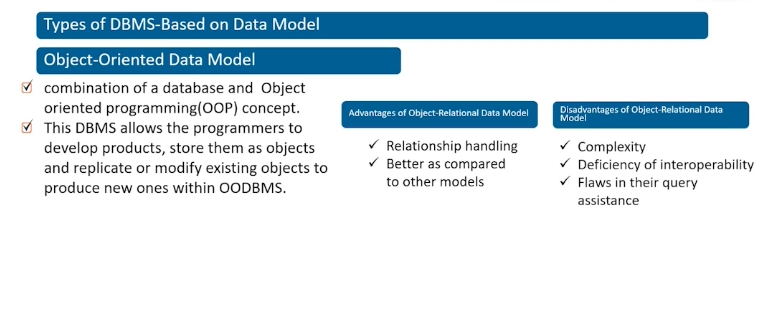 Types of DBMS-Based on Data Model
Object-Oriented Data Model
combination of a database and Object
oriented programming(OOP) concept.
This DBMS allows the programmers to
develop products, store them as objects
and replicate or modify existing objects to
produce new ones within OODBMS.
Advantages of Object-Relational Data Model
Relationship handling
Better as compared
to other models
Disadvantages of Object-Relational Data
Model
Complexity
Deficiency of interoperability
Flaws in their query
assistance